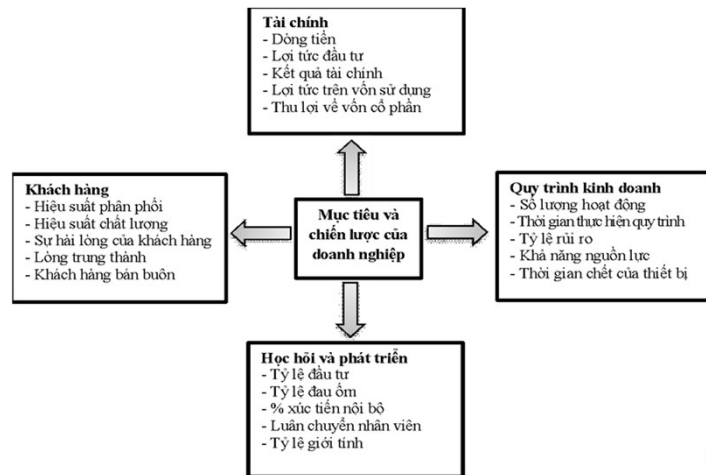 Tài chính
- Dòng tiền
- Lợi tức đầu tư
- Kết quả tài chính
- Lợi tức trên vốn sử dụng
- Thu lợi về vốn cổ phần
Khách hàng
- Hiệu suất phân phối
- Hiệu suất chất lượng
- Sự hài lòng của khách hàng
- Lòng trung thành
- Khách hàng bán buôn
Mục tiêu và
chiến lược của
doanh nghiệp
Quy trình kinh doanh
- Số lượng hoạt động
-Thời gian thực hiện quy trình
- Tỷ lệ rủi ro
- Khả năng nguồn lực
- Thời gian chết của thiết bị
Học hỏi và phát triển
- Tỷ lệ đầu tư
- Tỷ lệ đau ốm
- % xúc tiến nội bộ
- Luân chuyển nhân viên
- Tỷ lệ giới tính